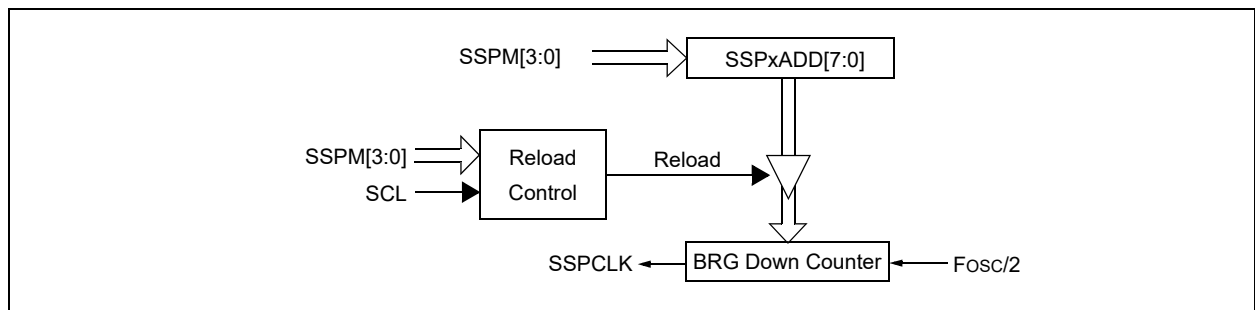 SSPM[3:0]
SSPxADD[7:0]
SSPM[3:0]
SCL
Reload
Control
Reload
SSPCLK
BRG Down Counter
FOSC/2